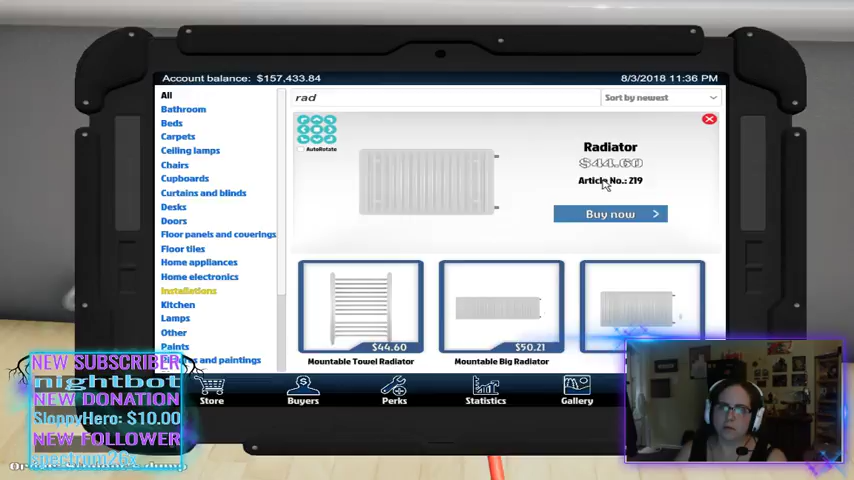 Account balance: $157,433.84
8/3/2018 11:36 PM
All
Bathroom
Beds
Carpets
Ceiling lamps
Chairs
Cupboards
Curtains and blinds
Desks
Doors
Floor panels and coverings
Floor tiles
Home appliances
Home electronics
Installations
Kitchen
Lamps
Other
Paints
and paintings
rad
Sort by newest
AutoRotate
Radiator
$44.60
Article No.: 219
Buy now
$44.60
Mountable Towel Radiator
$50.21
Mountable Big Radiator
Store
Buyers
Perks
Statistics
Gallery
NEW SUBSCRIBER
nightbot
NEW DONATION
SloppyHero: $10.00
NEW FOLLOWER
spectrum26x